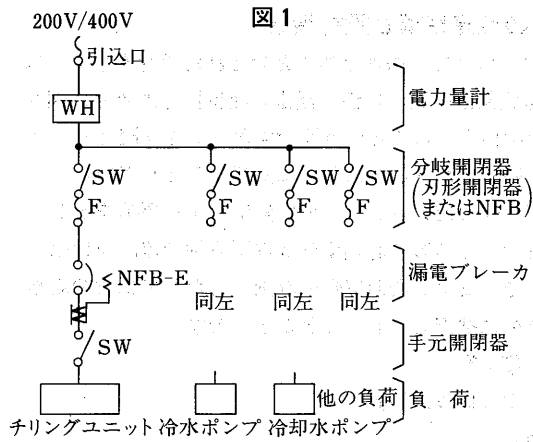 図1
200V/400V
引込口
WH
電力量計
SW SW SW SW
F F F F
分岐開閉器
(刃形開閉器
またはNFB)
NFB-E
漏電ブレーカ
同左 同左 同左
SW
手元開閉器
他の負荷
負 荷
チリングユニット 冷水ポンプ 冷却水ポンプ